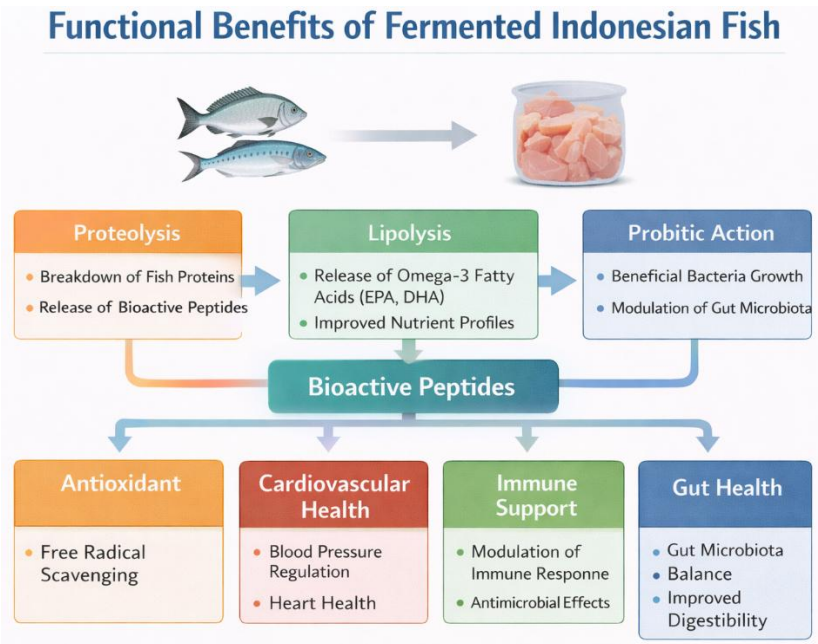 Functional Benefits of Fermented Indonesian Fish
Proteolysis
Breakdown of Fish Proteins
Release of Bioactive Peptides
Lipolysis
Release of Omega-3 Fatty
Acids (EPA, DHA)
Improved Nutrient Profiles
Probitic Action
Beneficial Bacteria Growth
Modulation of Gut Microbiota
Bioactive Peptides
Antioxidant
Free Radical
Scavenging
Cardiovascular
Health
Blood Pressure
Regulation
Heart Health
Immune
Support
Modulation of
Immune Responne
Antimicrobial Effects
Gut Health
Gut Microbiota
Balance
Improved
Digestibility